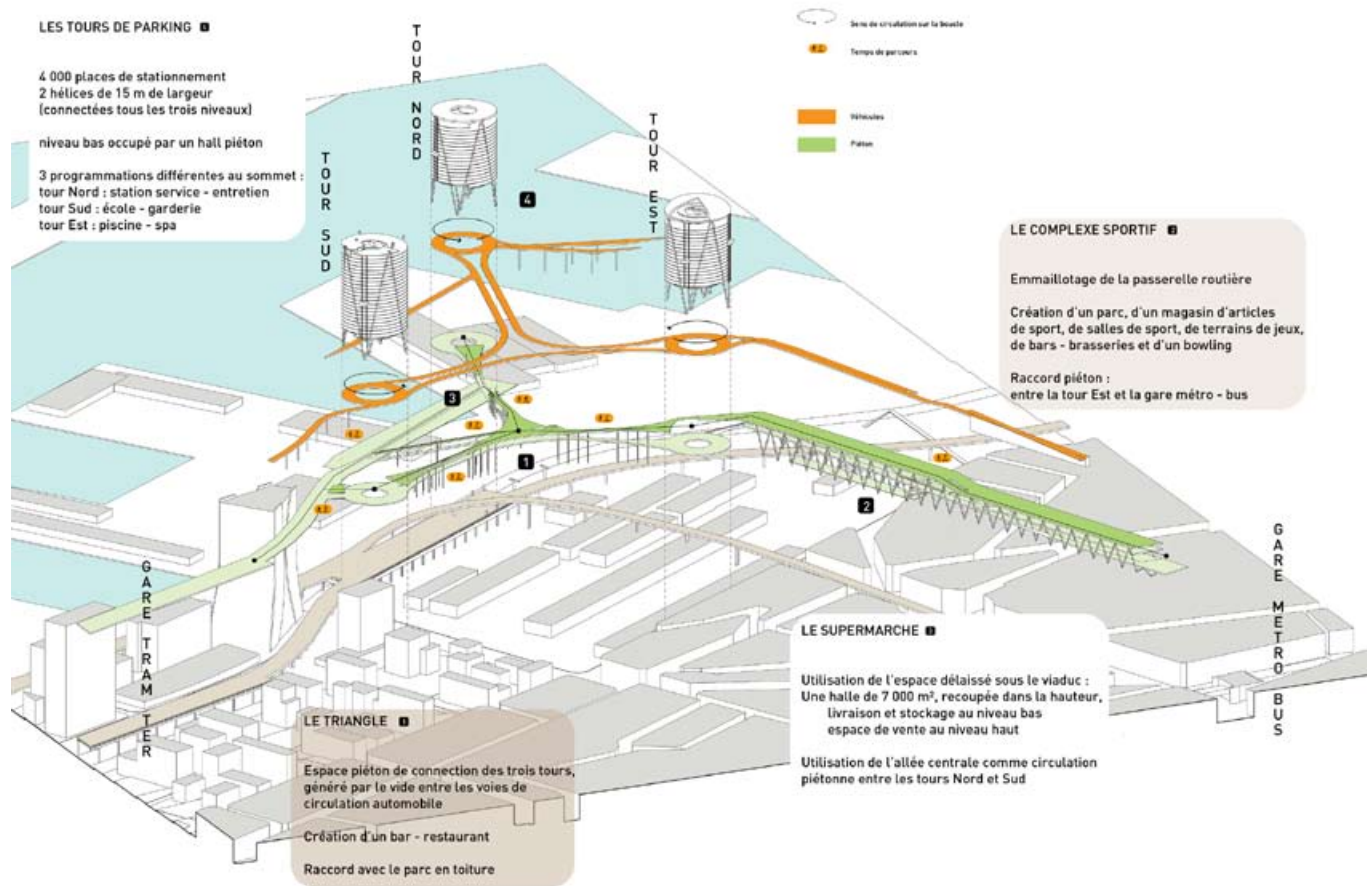 LES TOURS DE PARKING
4 000 places de stationnement
2 hélices de 15 m de largeur
(connectées tous les trois niveaux)
niveau bas occupé par un hall piéton
3 programmations différentes au sommet :
tour Nord : station service - entretien
tour Sud : école - garderie
tour Est : piscine - spa
TOUR NORD
TOUR SUD
TOUR EST
Sens de circulation sur la boucle
Temps de parcours
Véhicules
Piéton
4
LE COMPLEXE SPORTIF
Emmaillotage de la passerelle routière
Création d'un parc, d'un magasin d'articles
de sport, de salles de sport, de terrains de jeux,
de bars - brasseries et d'un bowling
Raccord piéton :
entre la tour Est et la gare métro - bus
3
1
2
GARE TRAM TER
GARE METRO BUS
LE SUPERMARCHE
Utilisation de l'espace délaissé sous le viaduc :
Une halle de 7 000 m², recoupée dans la hauteur,
livraison et stockage au niveau bas
espace de vente au niveau haut
Utilisation de l'allée centrale comme circulation
piétonne entre les tours Nord et Sud
LE TRIANGLE
Espace piéton de connection des trois tours,
généré par le vide entre les voies de
circulation automobile
Création d'un bar - restaurant
Raccord avec le parc en toiture